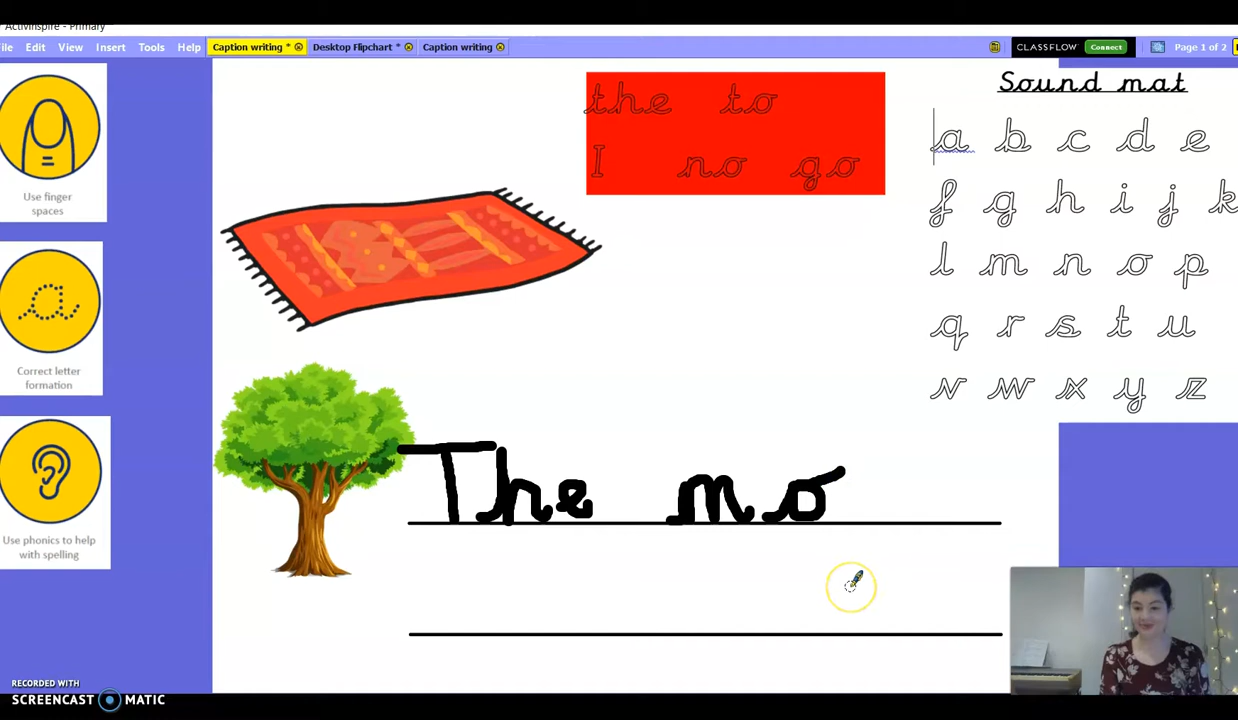 ActivInspire - Primary
File Edit View Insert Tools Help Caption writing * Desktop Flipchart * Caption writing CLASSFLOW Connect Page 1 of 2
Use finger
spaces
Correct letter
formation
Use phonics to help
with spelling
the to
I no go
Sound mat
a b c d e
f g h i j k
l m n o p
q r s t u
v w x y z
The mo
RECORDED WITH
SCREENCAST MATIC